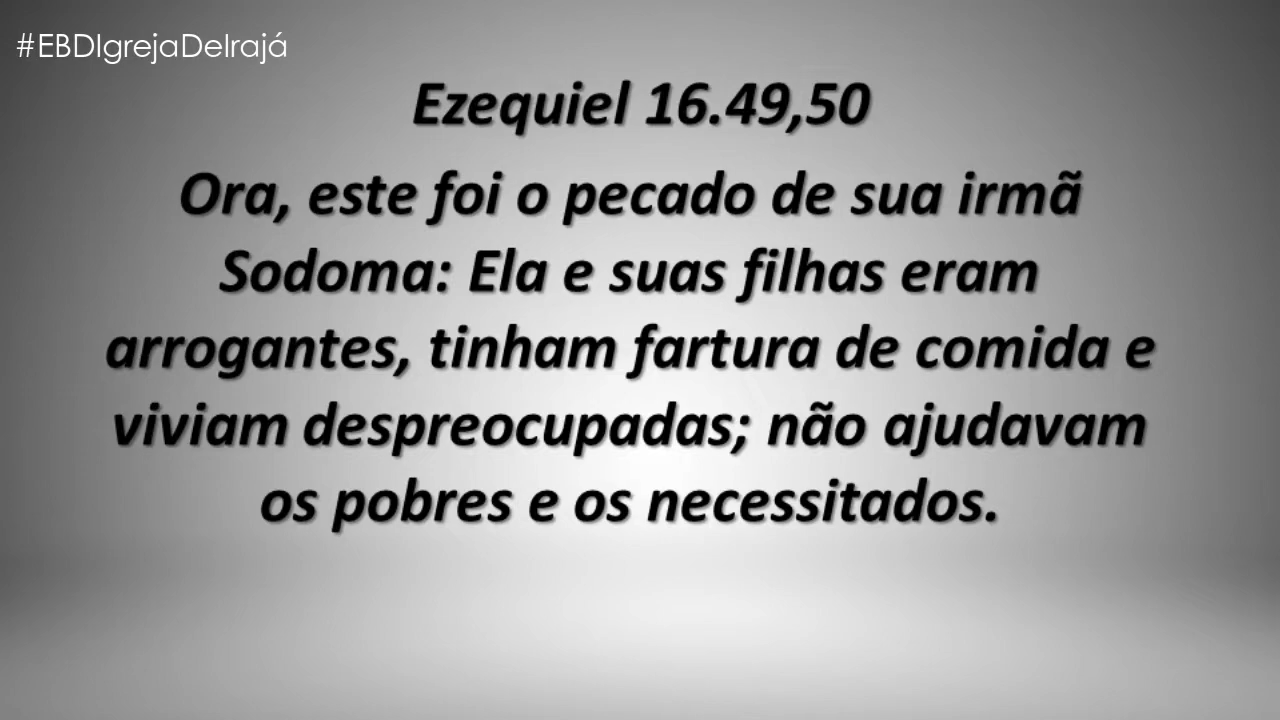 #EBDIgrejaDeIrajá
Ezequiel 16.49,50
Ora, este foi o pecado de sua irmã
Sodoma: Ela e suas filhas eram
arrogantes, tinham fartura de comida e
viviam despreocupadas; não ajudavam
os pobres e os necessitados.